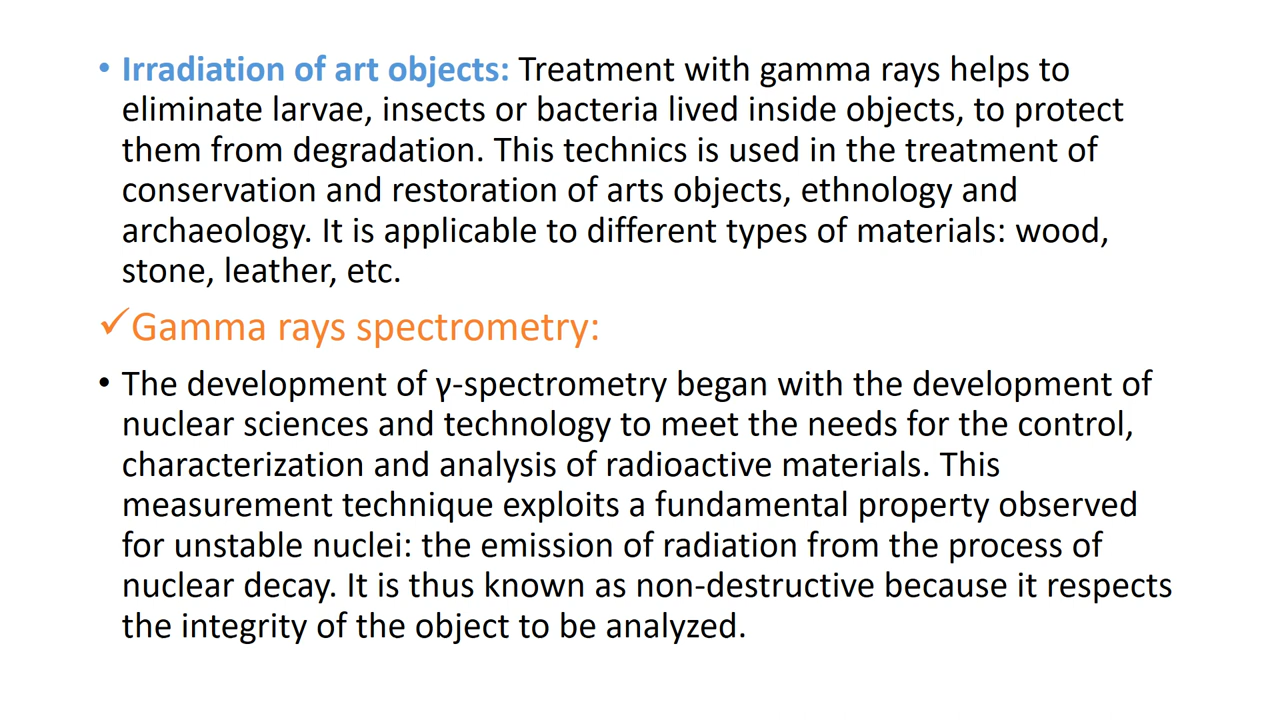 • Irradiation of art objects: Treatment with gamma rays helps to
eliminate larvae, insects or bacteria lived inside objects, to protect
them from degradation. This technics is used in the treatment of
conservation and restoration of arts objects, ethnology and
archaeology. It is applicable to different types of materials: wood,
stone, leather, etc.
✓Gamma rays spectrometry:
• The development of γ-spectrometry began with the development of
nuclear sciences and technology to meet the needs for the control,
characterization and analysis of radioactive materials. This
measurement technique exploits a fundamental property observed
for unstable nuclei: the emission of radiation from the process of
nuclear decay. It is thus known as non-destructive because it respects
the integrity of the object to be analyzed.